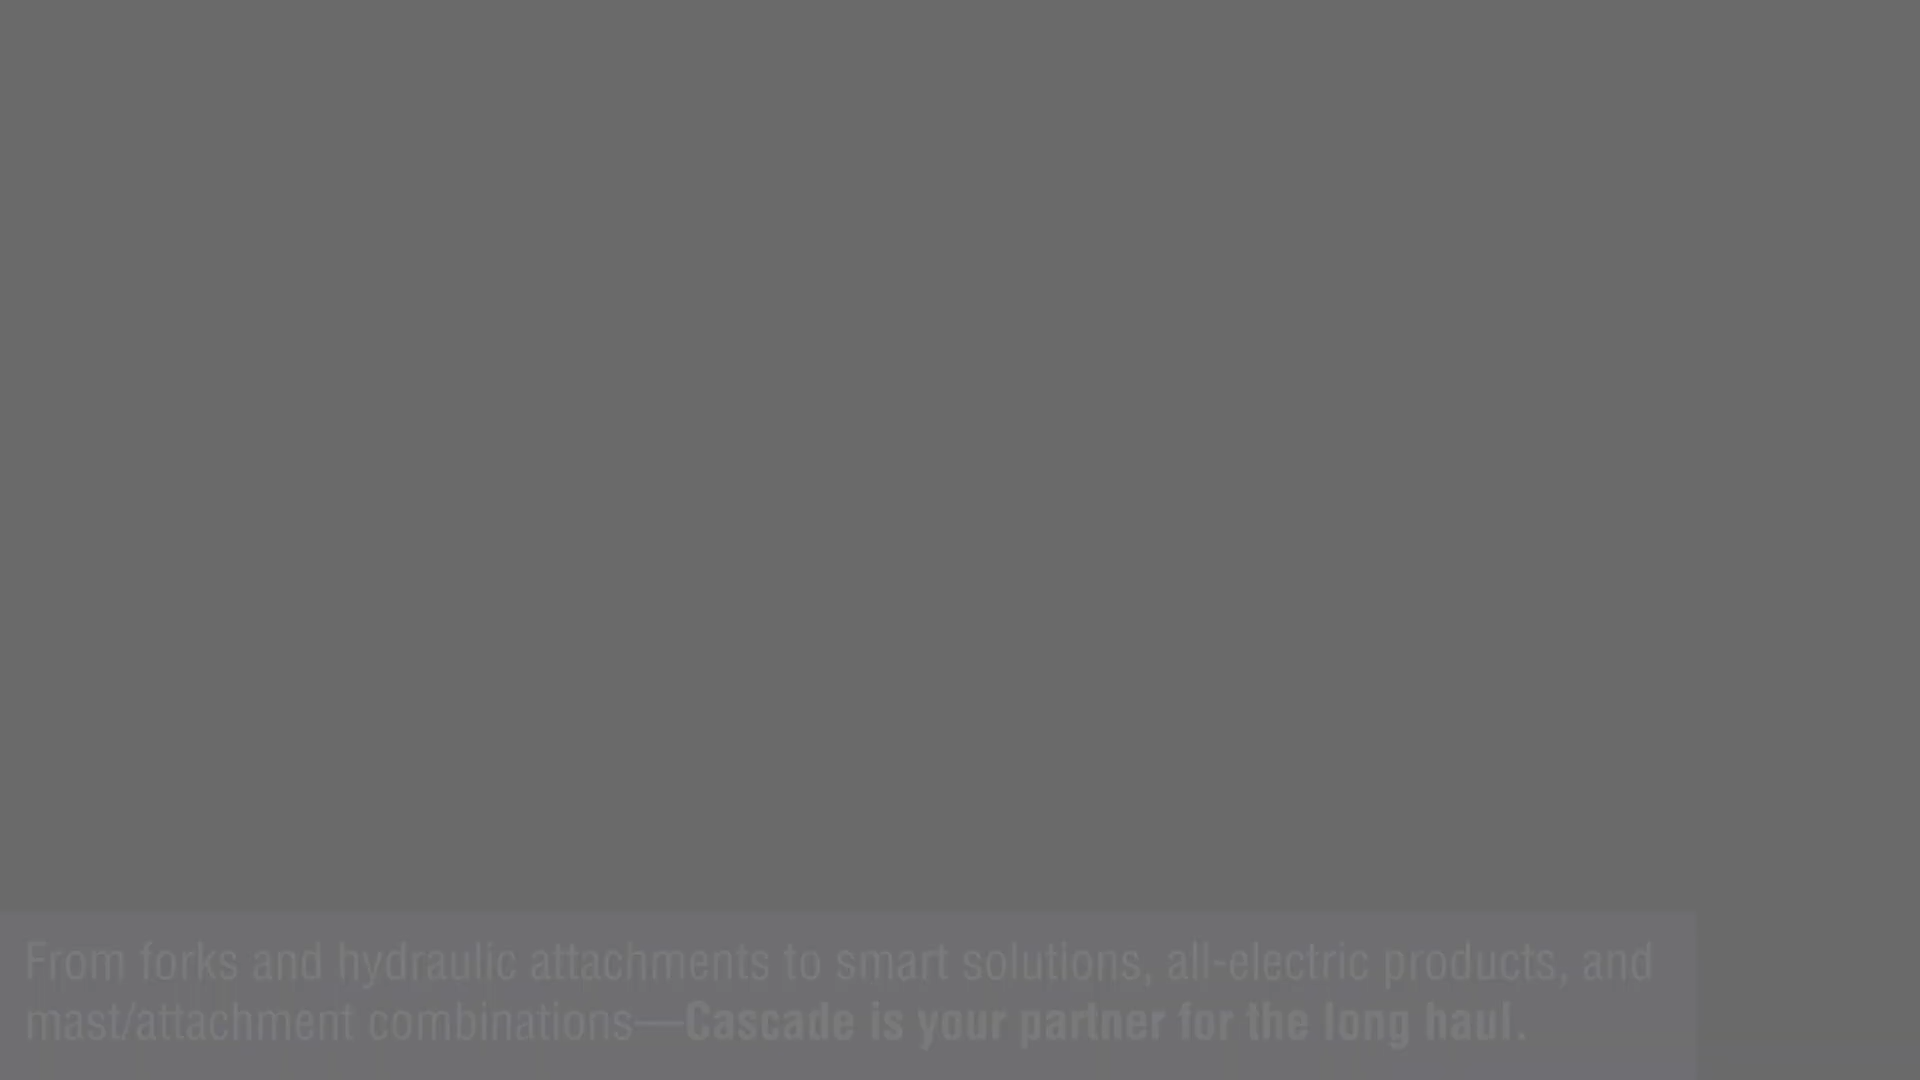 From forks and hydraulic attachments to smart solutions, all-electric products, and
mast/attachment combinations—Cascade is your partner for the long haul.